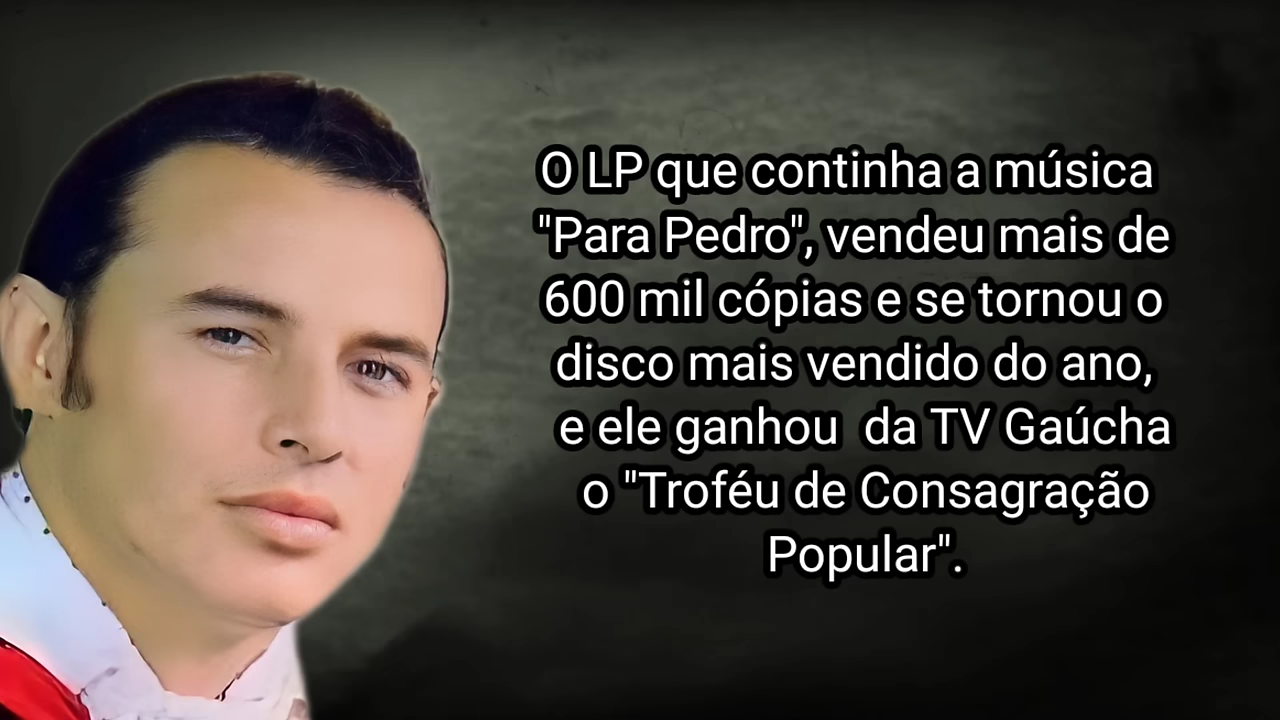 O LP que continha a música
"Para Pedro", vendeu mais de
600 mil cópias e se tornou o
disco mais vendido do ano,
e ele ganhou da TV Gaúcha
o "Troféu de Consagração
Popular".